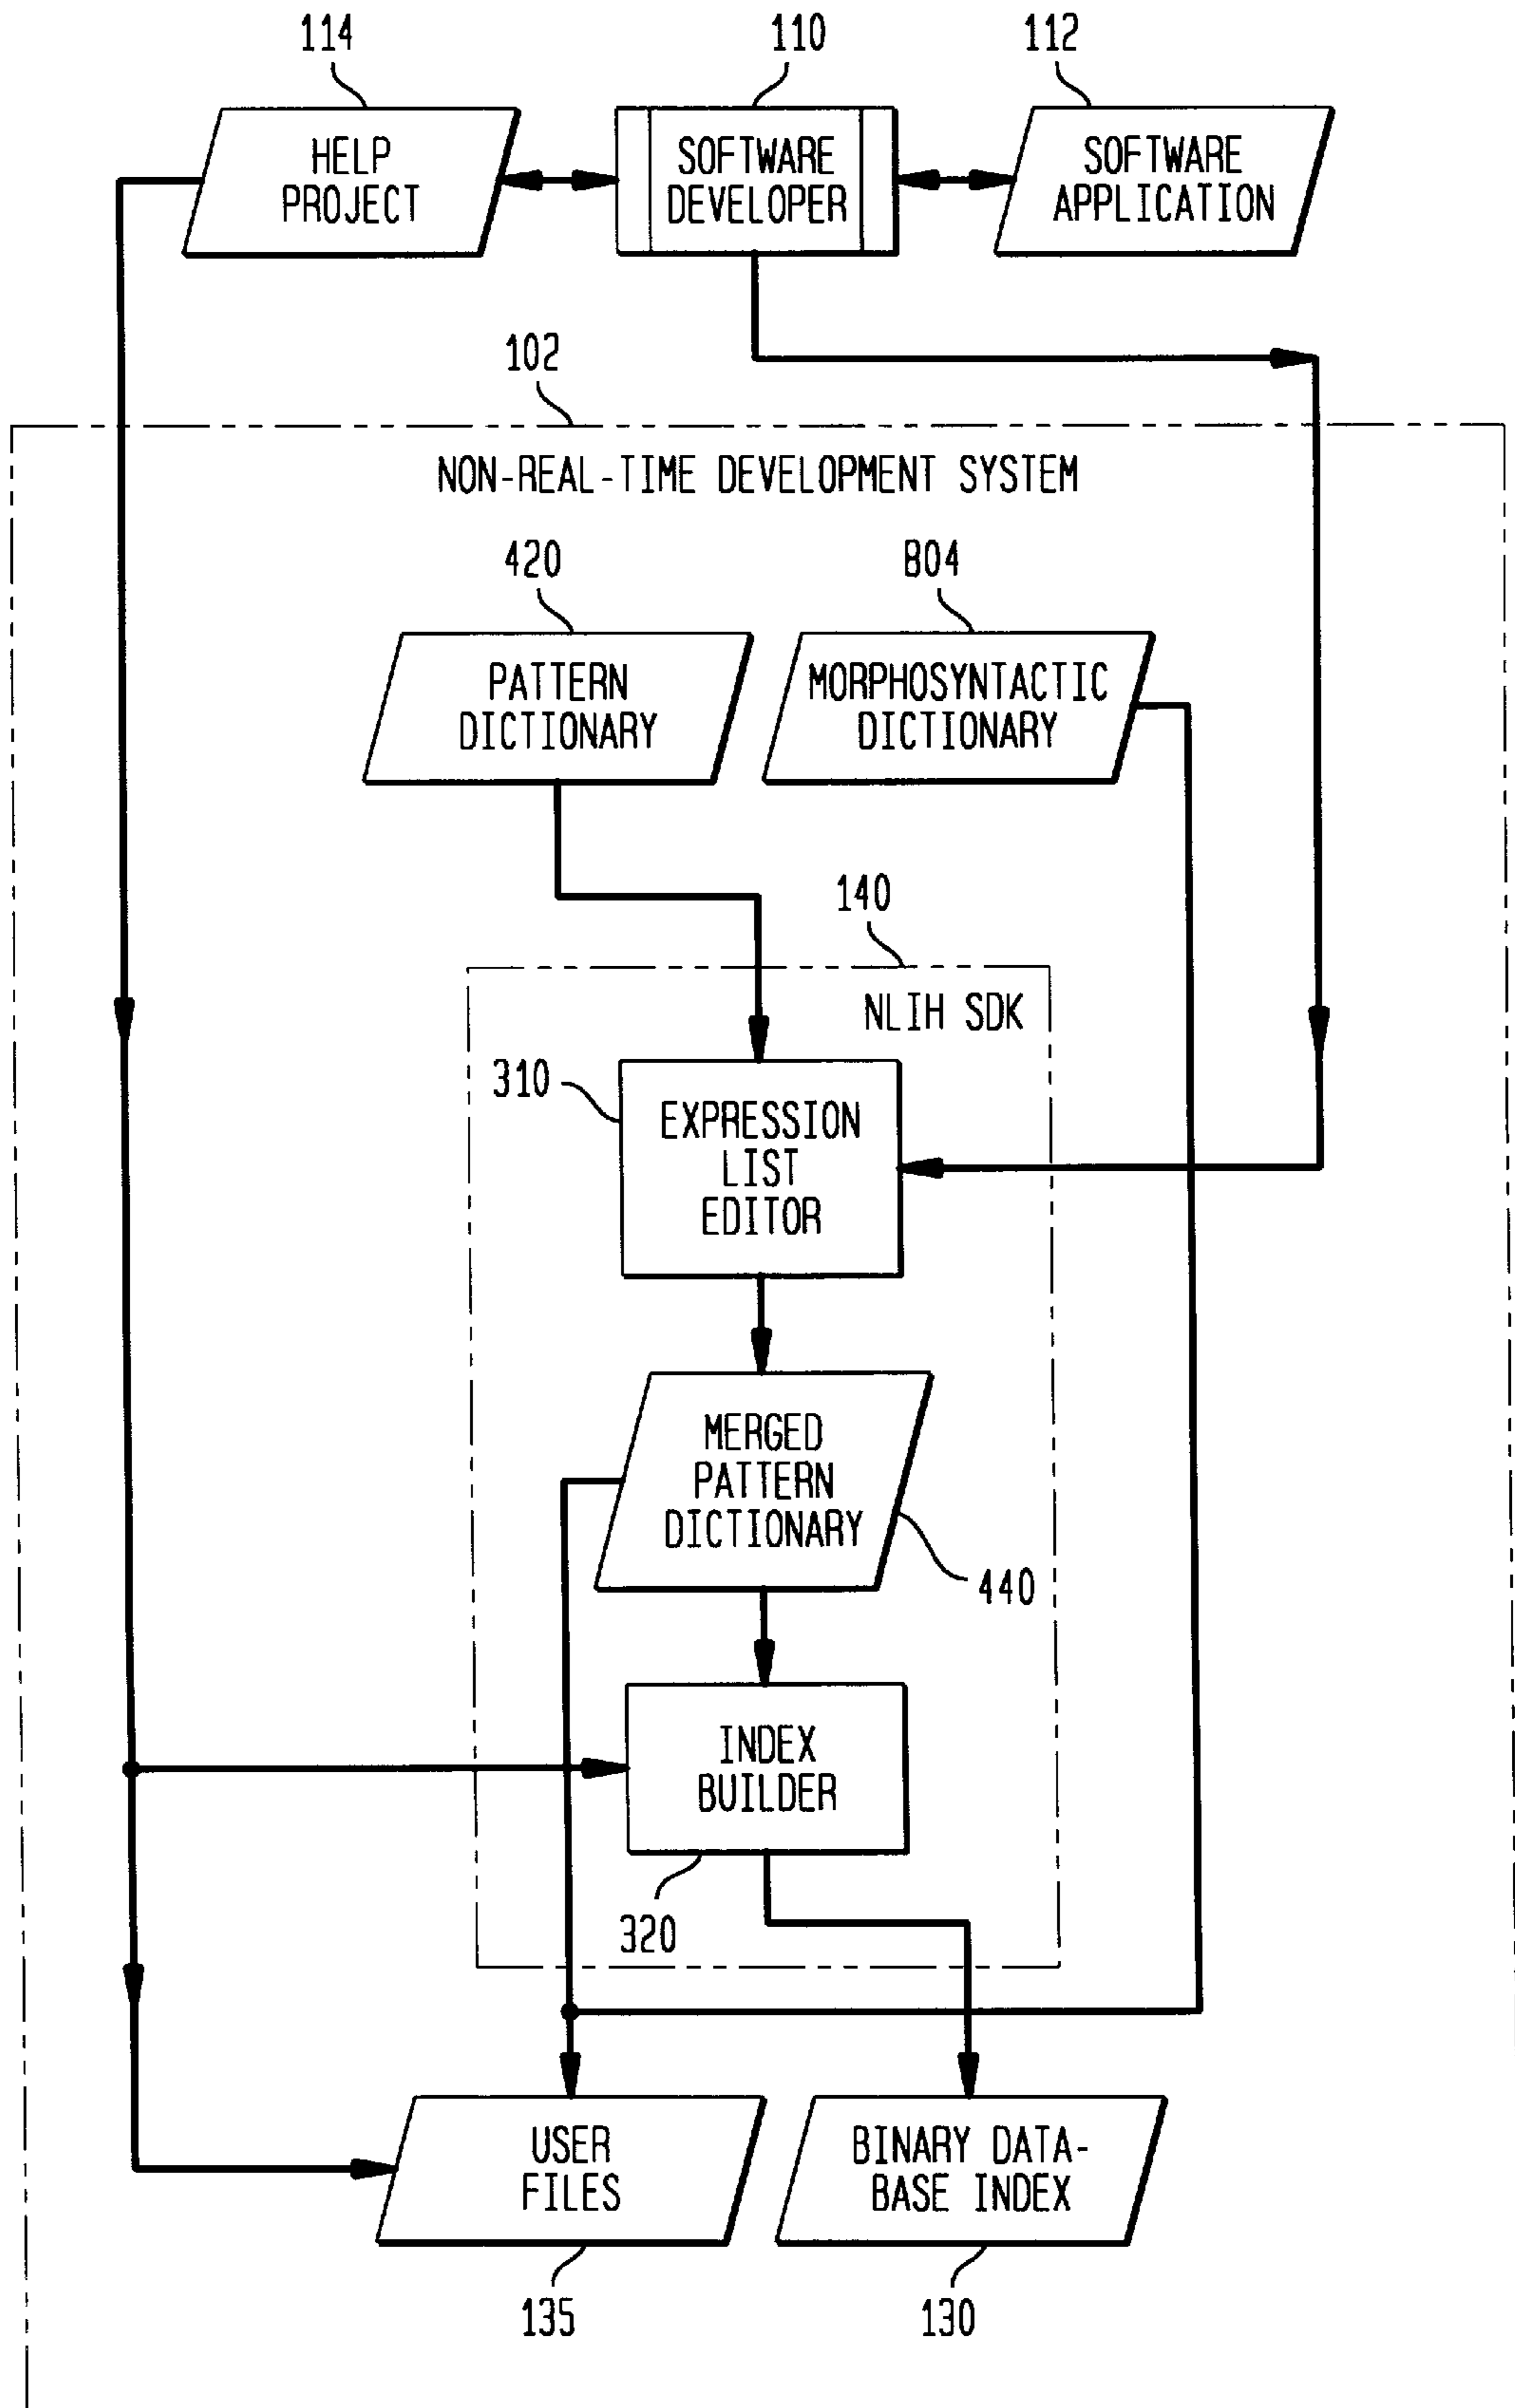 114
110
112
HELP
PROJECT
SOFTWARE
DEVELOPER
SOFTWARE
APPLICATION
102
NON-REAL-TIME DEVELOPMENT SYSTEM
420
804
PATTERN
DICTIONARY
MORPHOSYNTACTIC
DICTIONARY
140
NLIH SDK
310
EXPRESSION
LIST
EDITOR
MERGED
PATTERN
DICTIONARY
440
INDEX
BUILDER
320
USER
FILES
BINARY DATA-
BASE INDEX
135
130